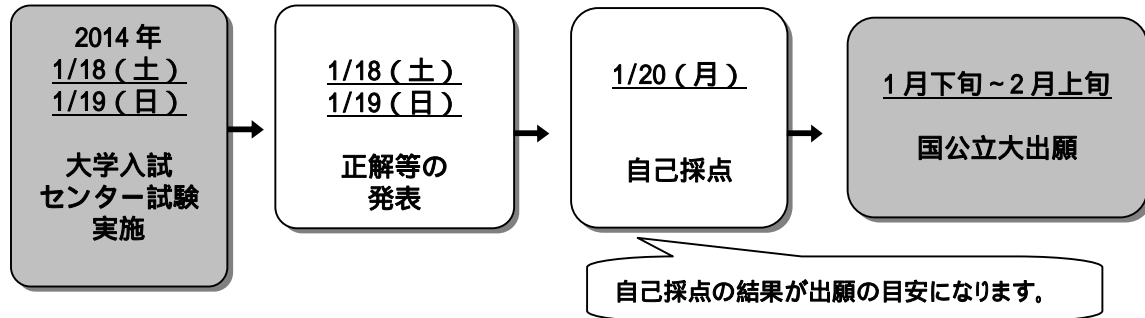 2014 年
1/18（土）
1/19（日）
大学入試
センター試験
実施
1/18（土）
1/19（日）
正解等の
発表
1/20（月）
自己採点
1月下旬～2月上旬
国公立大出願
自己採点の結果が出願の目安になります。